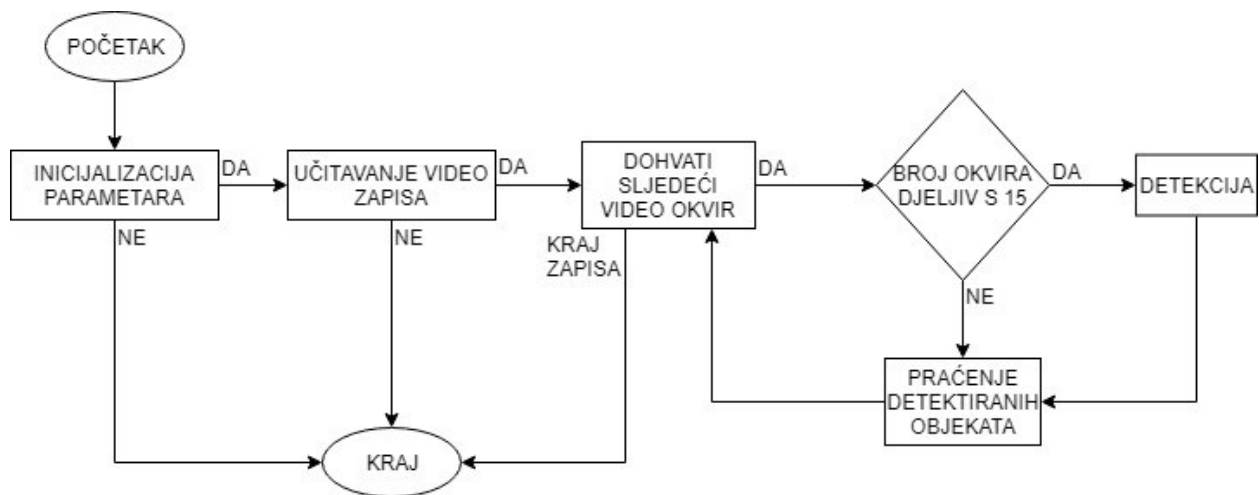 POČETAK
INICIJALIZACIJA
PARAMETARA
DA
NE
UČITAVANJE VIDEO
ZAPISA
DA
NE
DOHVATI
SLJEDEĆI
VIDEO OKVIR
DA
KRAJ
ZAPISA
BROJ OKVIRA
DJELJIV S 15
DA
NE
DETEKCIJA
PRAĆENJE
DETEKTIRANIH
OBJEKATA
KRAJ